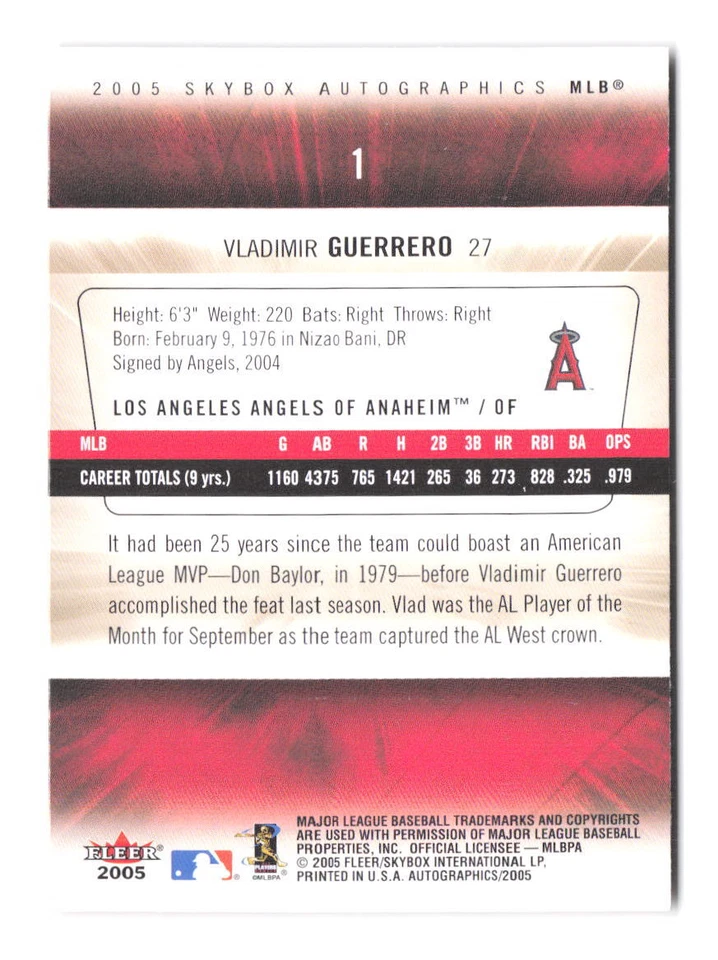 2005 SKYBOX AUTOGRAPHICS MLB®
1
VLADIMIR GUERRERO 27
Height: 6'3" Weight: 220 Bats: Right Throws: Right
Born: February 9, 1976 in Nizao Bani, DR
Signed by Angels, 2004
A™
LOS ANGELES ANGELS OF ANAHEIM™ / OF
MLB G AB R H 2B 3B HR RBI BA OPS
CAREER TOTALS (9 yrs.) 1160 4375 765 1421 265 36 273 828 .325 .979
It had been 25 years since the team could boast an American
League MVP—Don Baylor, in 1979—before Vladimir Guerrero
accomplished the feat last season. Vlad was the AL Player of the
Month for September as the team captured the AL West crown.
MAJOR LEAGUE BASEBALL TRADEMARKS AND COPYRIGHTS
ARE USED WITH PERMISSION OF MAJOR LEAGUE BASEBALL
PROPERTIES, INC. OFFICIAL LICENSEE — MLBPA
© 2005 FLEER/SKYBOX INTERNATIONAL LP,
PRINTED IN U.S.A. AUTOGRAPHICS/2005
FLEER®
2005
®
©MLBPA ®